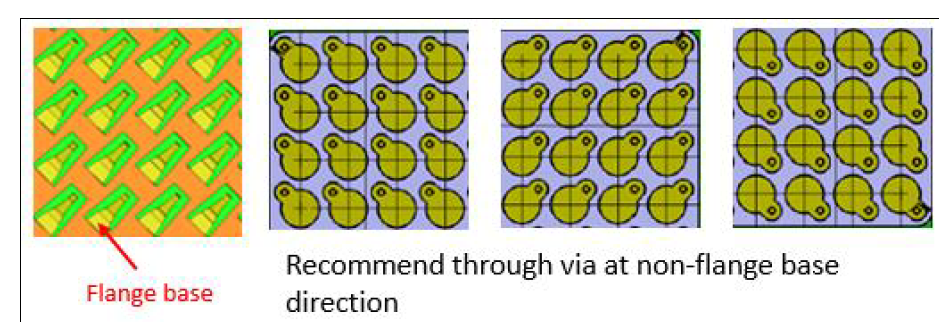 Flange base
Recommend through via at non-flange base
direction